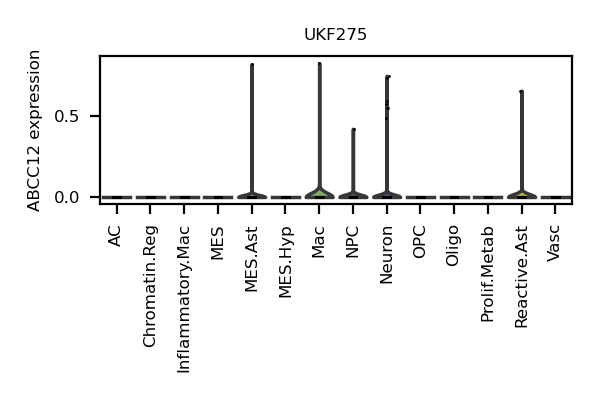 UKF275
ABCC12 expression
0.5
0.0
AC
Chromatin.Reg
Inflammatory.Mac
MES
MES.Ast
MES.Hyp
Mac
NPC
Neuron
OPC
Oligo
Prolif.Metab
Reactive.Ast
Vasc